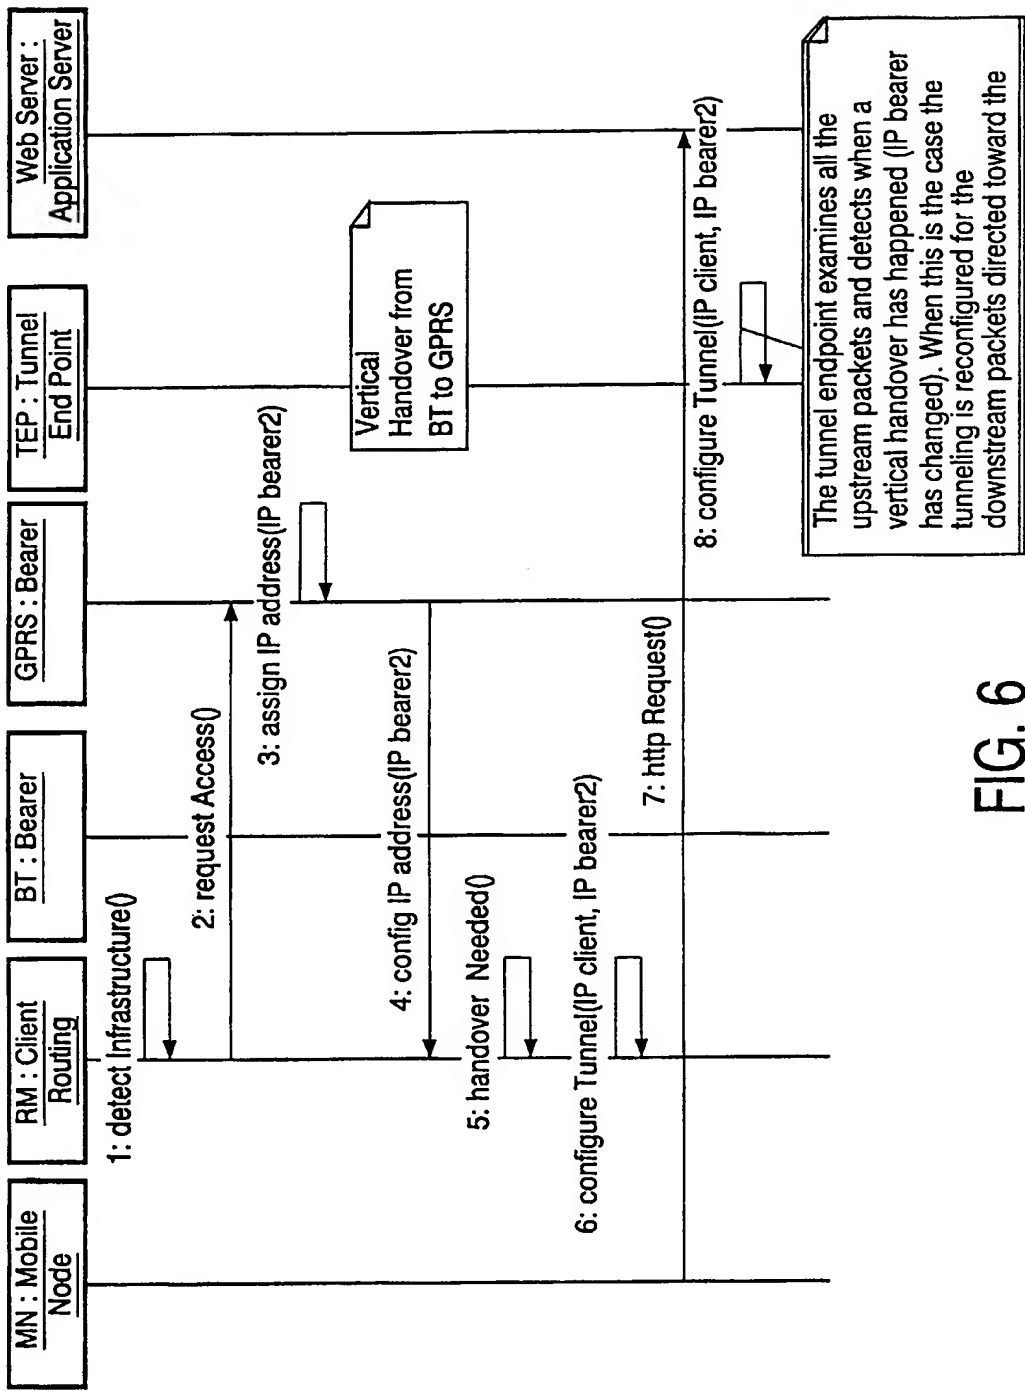 MN : Mobile
Node
RM : Client
Routing
BT : Bearer
GPRS : Bearer
TEP : Tunnel
End Point
Web Server :
Application Server
1: detect Infrastructure()
2: request Access()
3: assign IP address(IP bearer2)
Vertical
Handover from
BT to GPRS
4: config IP address(IP bearer2)
5: handover Needed()
6: configure Tunnel(IP client, IP bearer2)
7: http Request()
8: configure Tunnel(IP client, IP bearer2)
The tunnel endpoint examines all the
upstream packets and detects when a
vertical handover has happened (IP bearer
has changed). When this is the case the
tunneling is reconfigured for the
downstream packets directed toward the
FIG. 6